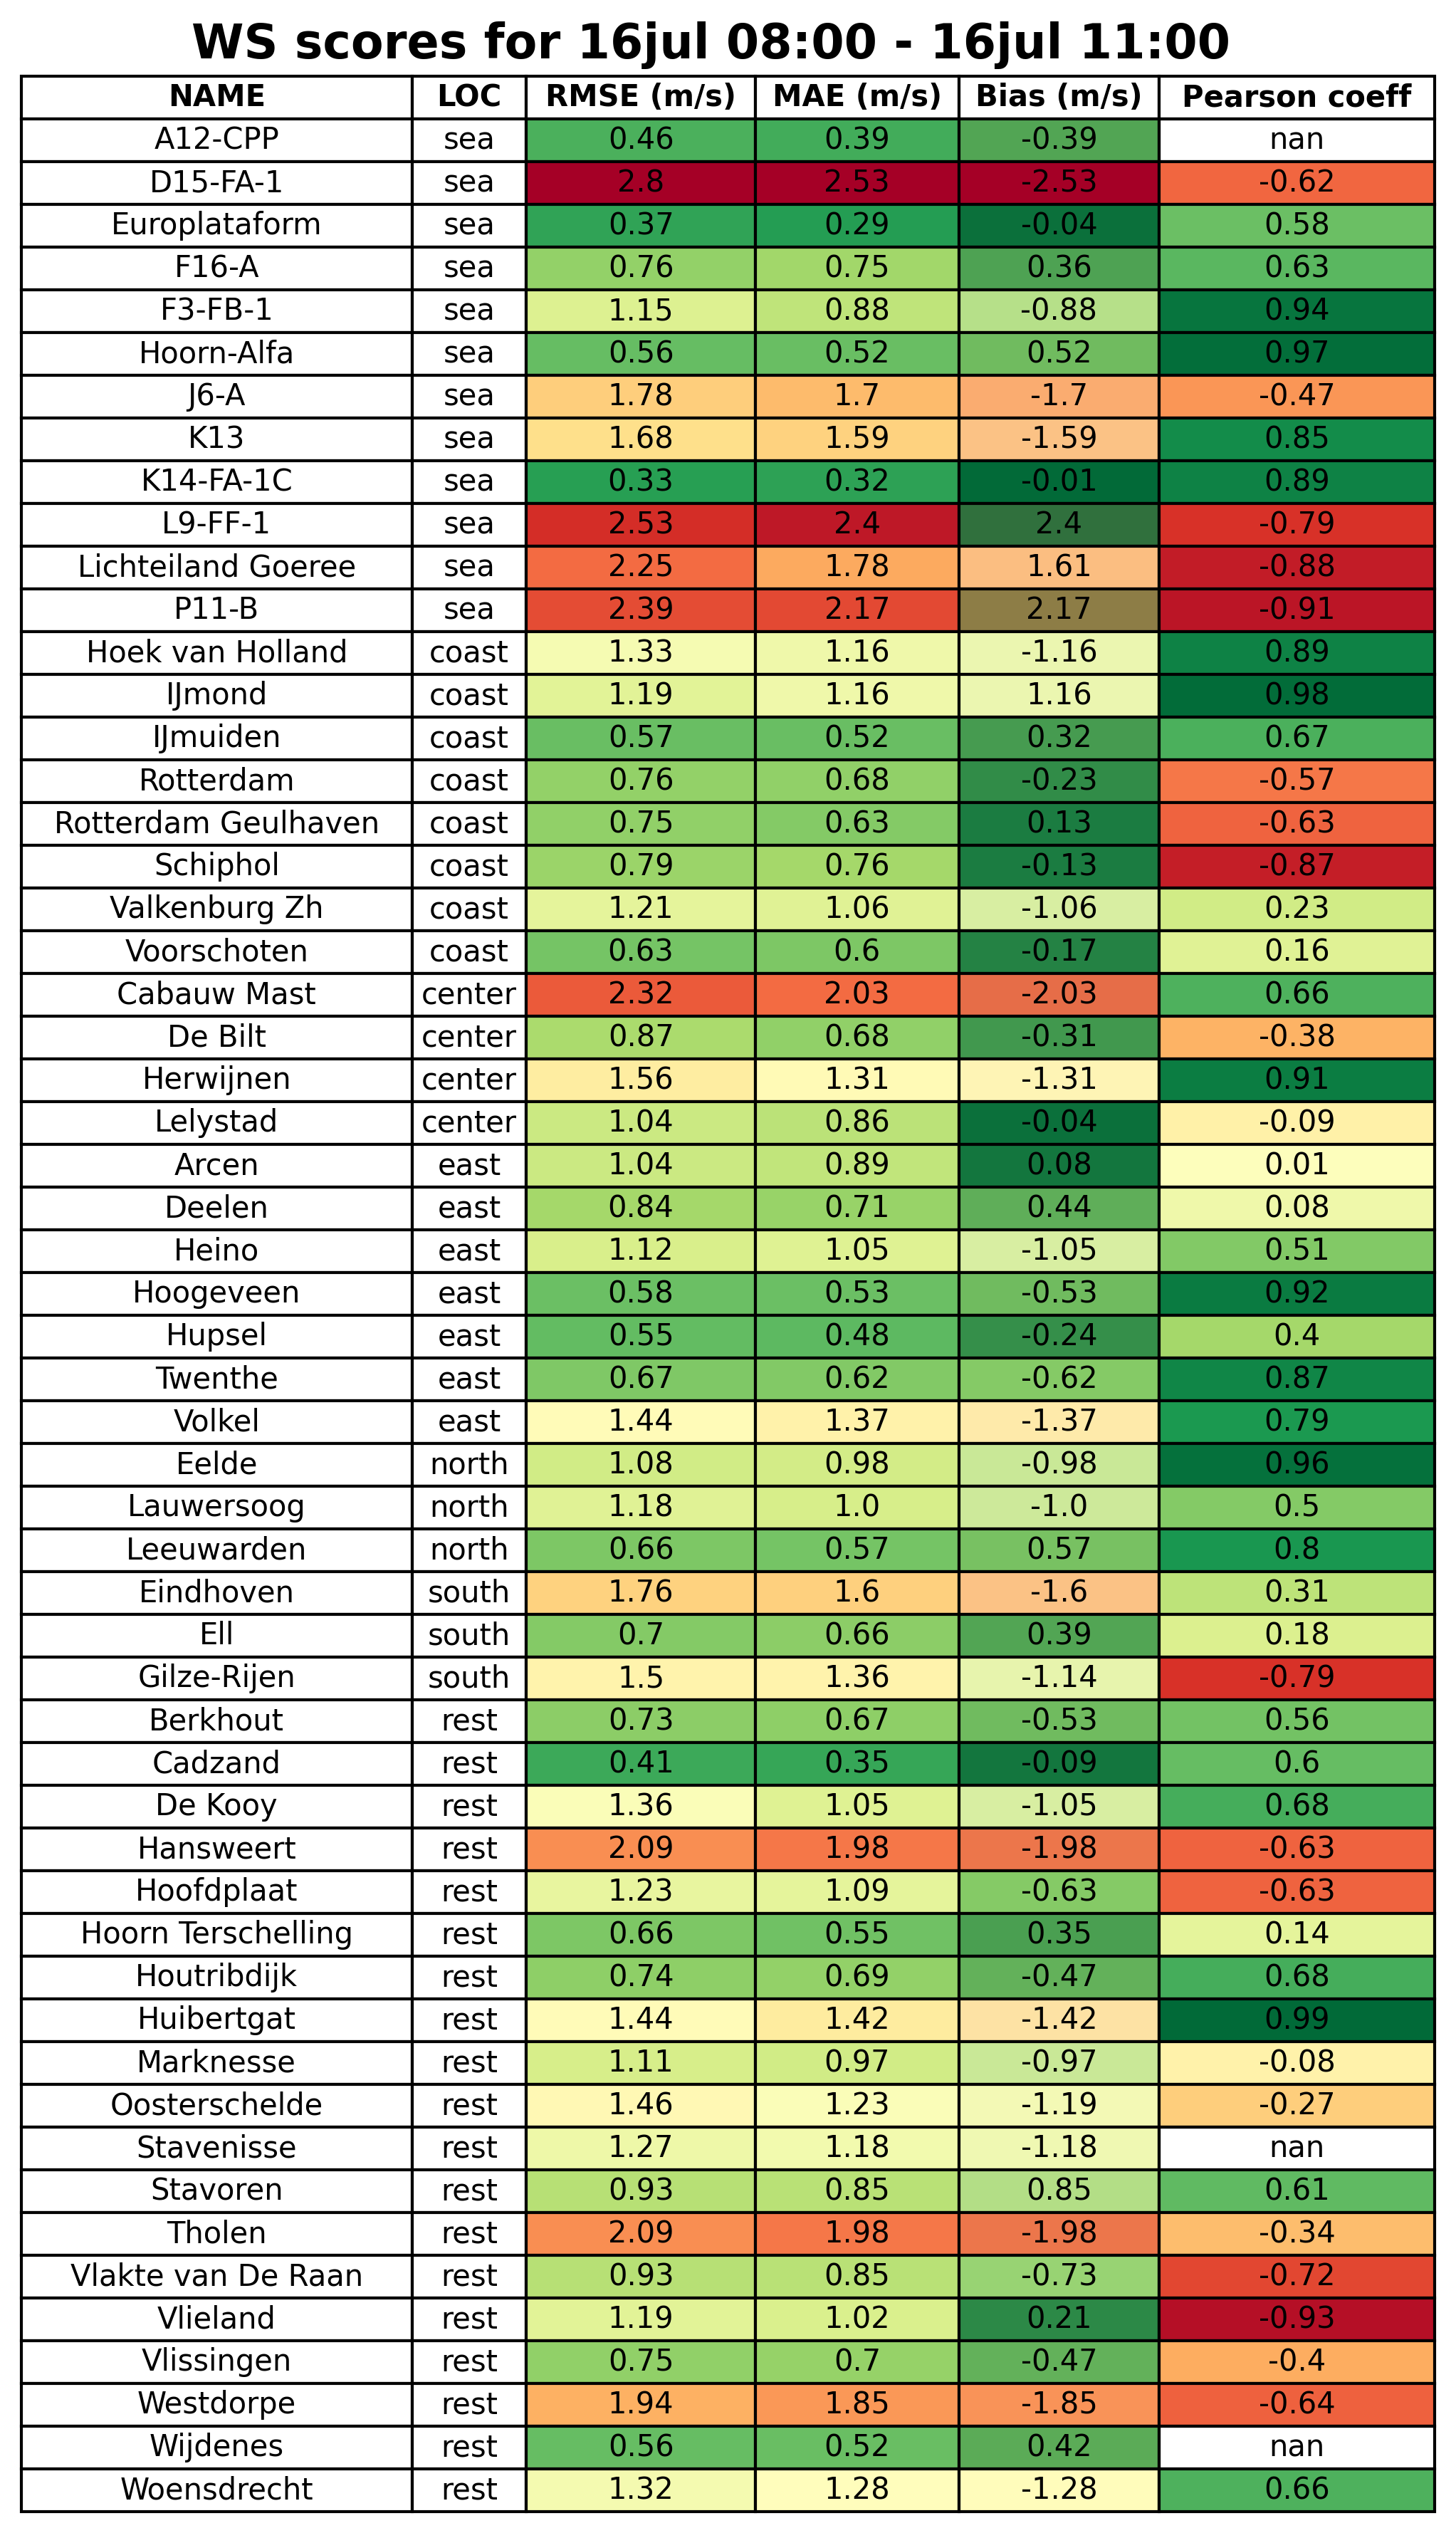 WS scores for 16jul 08:00 - 16jul 11:00
NAME LOC RMSE (m/s) MAE (m/s) Bias (m/s) Pearson coeff
A12-CPP sea 0.46 0.39 -0.39 nan
D15-FA-1 sea 2.8 2.53 -2.53 -0.62
Europlataform sea 0.37 0.29 -0.04 0.58
F16-A sea 0.76 0.75 0.36 0.63
F3-FB-1 sea 1.15 0.88 -0.88 0.94
Hoorn-Alfa sea 0.56 0.52 0.52 0.97
J6-A sea 1.78 1.7 -1.7 -0.47
K13 sea 1.68 1.59 -1.59 0.85
K14-FA-1C sea 0.33 0.32 -0.01 0.89
L9-FF-1 sea 2.53 2.4 2.4 -0.79
Lichteiland Goeree sea 2.25 1.78 1.61 -0.88
P11-B sea 2.39 2.17 2.17 -0.91
Hoek van Holland coast 1.33 1.16 -1.16 0.89
IJmond coast 1.19 1.16 1.16 0.98
IJmuiden coast 0.57 0.52 0.32 0.67
Rotterdam coast 0.76 0.68 -0.23 -0.57
Rotterdam Geulhaven coast 0.75 0.63 0.13 -0.63
Schiphol coast 0.79 0.76 -0.13 -0.87
Valkenburg Zh coast 1.21 1.06 -1.06 0.23
Voorschoten coast 0.63 0.6 -0.17 0.16
Cabauw Mast center 2.32 2.03 -2.03 0.66
De Bilt center 0.87 0.68 -0.31 -0.38
Herwijnen center 1.56 1.31 -1.31 0.91
Lelystad center 1.04 0.86 -0.04 -0.09
Arcen east 1.04 0.89 0.08 0.01
Deelen east 0.84 0.71 0.44 0.08
Heino east 1.12 1.05 -1.05 0.51
Hoogeveen east 0.58 0.53 -0.53 0.92
Hupsel east 0.55 0.48 -0.24 0.4
Twenthe east 0.67 0.62 -0.62 0.87
Volkel east 1.44 1.37 -1.37 0.79
Eelde north 1.08 0.98 -0.98 0.96
Lauwersoog north 1.18 1.0 -1.0 0.5
Leeuwarden north 0.66 0.57 0.57 0.8
Eindhoven south 1.76 1.6 -1.6 0.31
Ell south 0.7 0.66 0.39 0.18
Gilze-Rijen south 1.5 1.36 -1.14 -0.79
Berkhout rest 0.73 0.67 -0.53 0.56
Cadzand rest 0.41 0.35 -0.09 0.6
De Kooy rest 1.36 1.05 -1.05 0.68
Hansweert rest 2.09 1.98 -1.98 -0.63
Hoofdplaat rest 1.23 1.09 -0.63 -0.63
Hoorn Terschelling rest 0.66 0.55 0.35 0.14
Houtribdijk rest 0.74 0.69 -0.47 0.68
Huibertgat rest 1.44 1.42 -1.42 0.99
Marknesse rest 1.11 0.97 -0.97 -0.08
Oosterschelde rest 1.46 1.23 -1.19 -0.27
Stavenisse rest 1.27 1.18 -1.18 nan
Stavoren rest 0.93 0.85 0.85 0.61
Tholen rest 2.09 1.98 -1.98 -0.34
Vlakte van De Raan rest 0.93 0.85 -0.73 -0.72
Vlieland rest 1.19 1.02 0.21 -0.93
Vlissingen rest 0.75 0.7 -0.47 -0.4
Westdorpe rest 1.94 1.85 -1.85 -0.64
Wijdenes rest 0.56 0.52 0.42 nan
Woensdrecht rest 1.32 1.28 -1.28 0.66